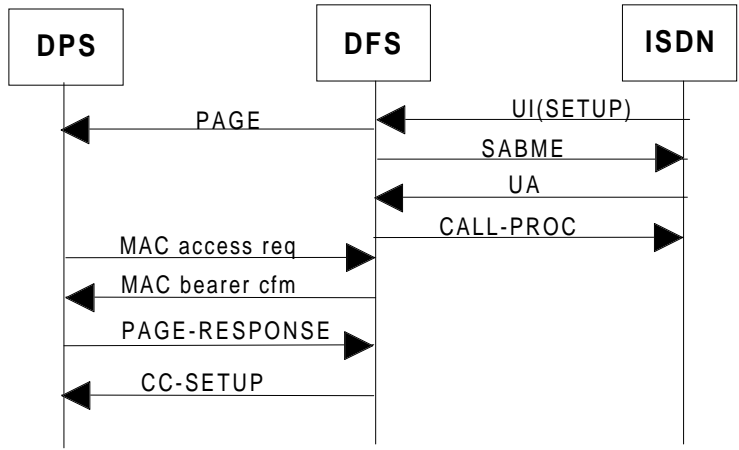 DPS
DFS
ISDN
UI(SETUP)
PAGE
SABME
UA
CALL-PROC
MAC access req
MAC bearer cfm
PAGE-RESPONSE
CC-SETUP